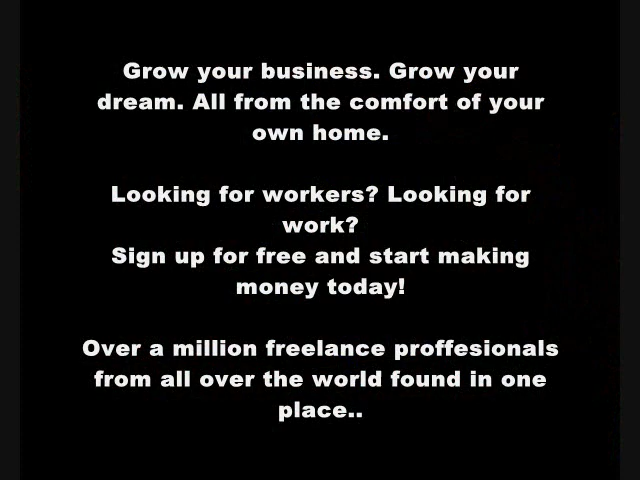 Grow your business. Grow your
dream. All from the comfort of your
own home.
Looking for workers? Looking for
work?
Sign up for free and start making
money today!
Over a million freelance proffesionals
from all over the world found in one
place..